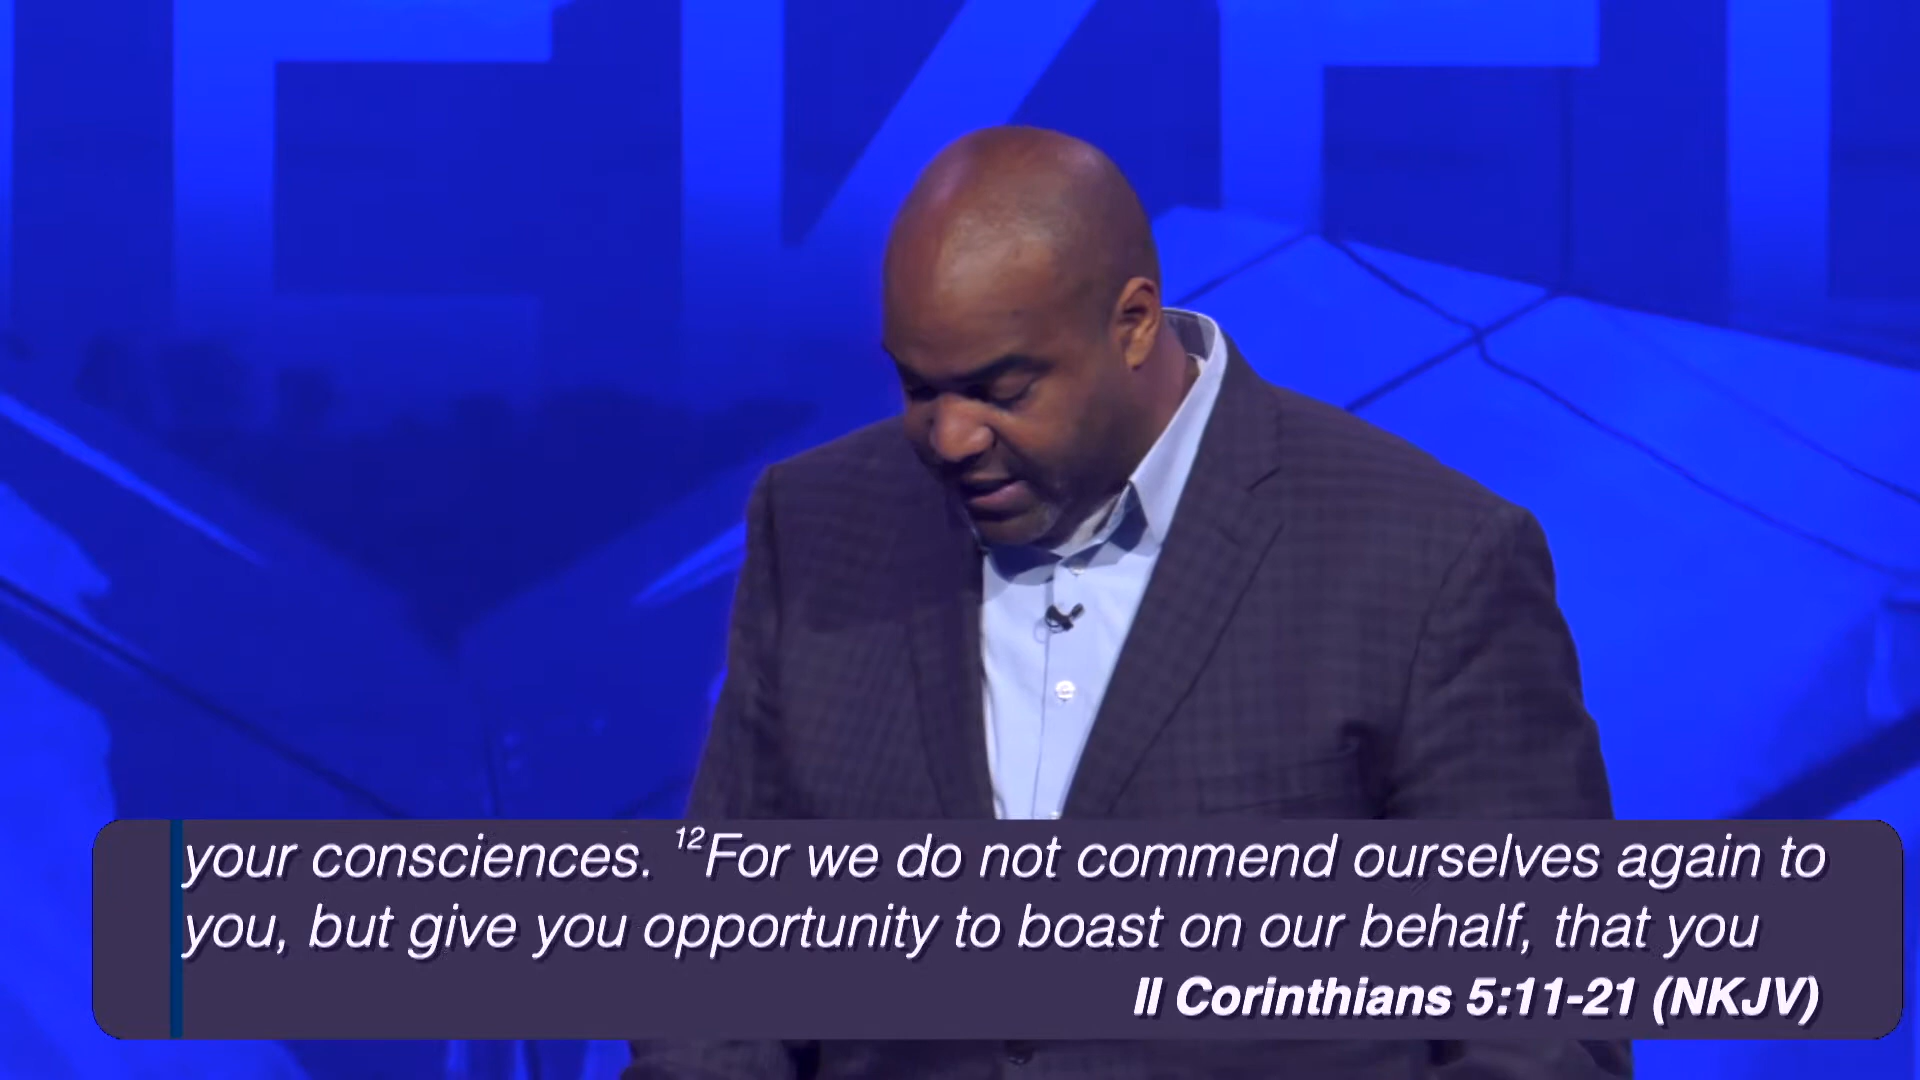 your consciences. ¹²For we do not commend ourselves again to
you, but give you opportunity to boast on our behalf, that you
II Corinthians 5:11-21 (NKJV)